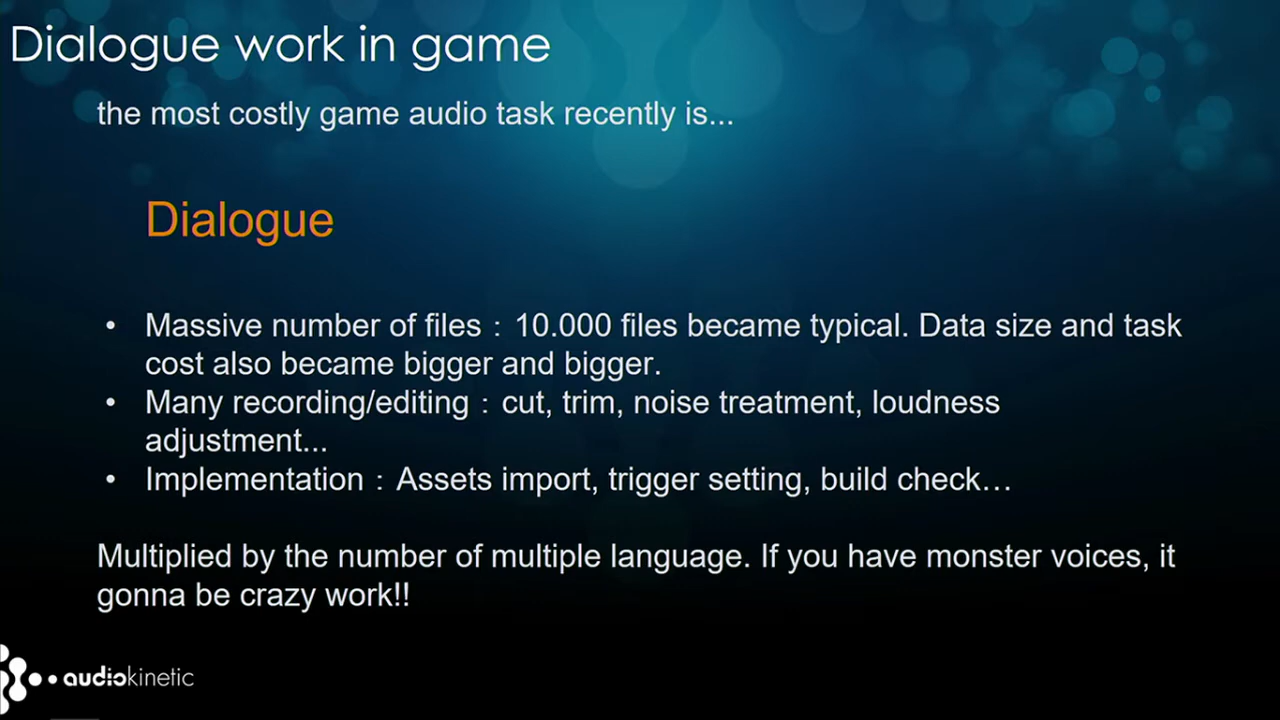 Dialogue work in game
the most costly game audio task recently is...
Dialogue
• Massive number of files：10.000 files became typical. Data size and task
cost also became bigger and bigger.
• Many recording/editing：cut, trim, noise treatment, loudness
adjustment...
• Implementation：Assets import, trigger setting, build check…
Multiplied by the number of multiple language. If you have monster voices, it
gonna be crazy work!!
audiokinetic